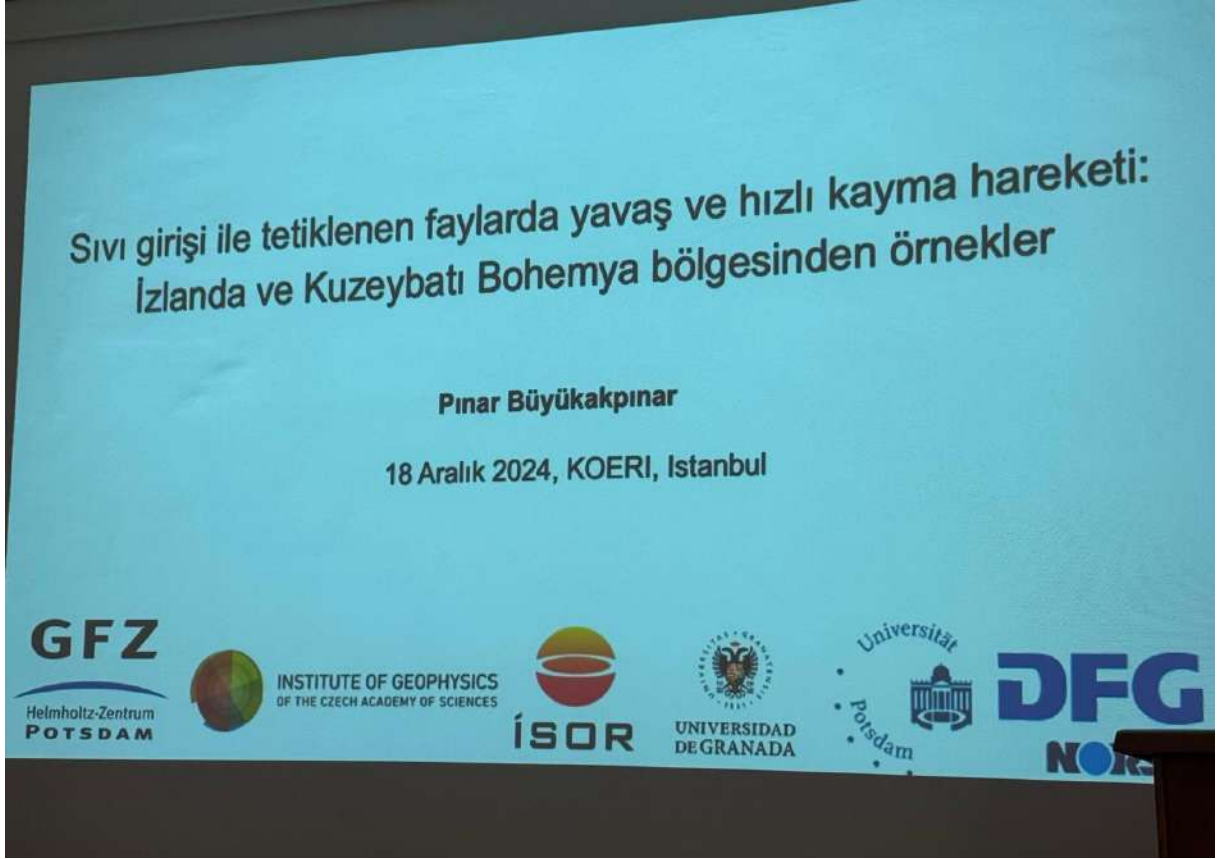 Sıvı girişi ile tetiklenen faylarda yavaş ve hızlı kayma hareketi:
İzlanda ve Kuzeybatı Bohemya bölgesinden örnekler
Pınar Büyükakpınar
18 Aralık 2024, KOERI, Istanbul
GFZ
Helmholtz-Zentrum
POTSDAM
INSTITUTE OF GEOPHYSICS
OF THE CZECH ACADEMY OF SCIENCES
ÍSOR
UNIVERSIDAD
DE GRANADA
Universität
Potsdam
DFG